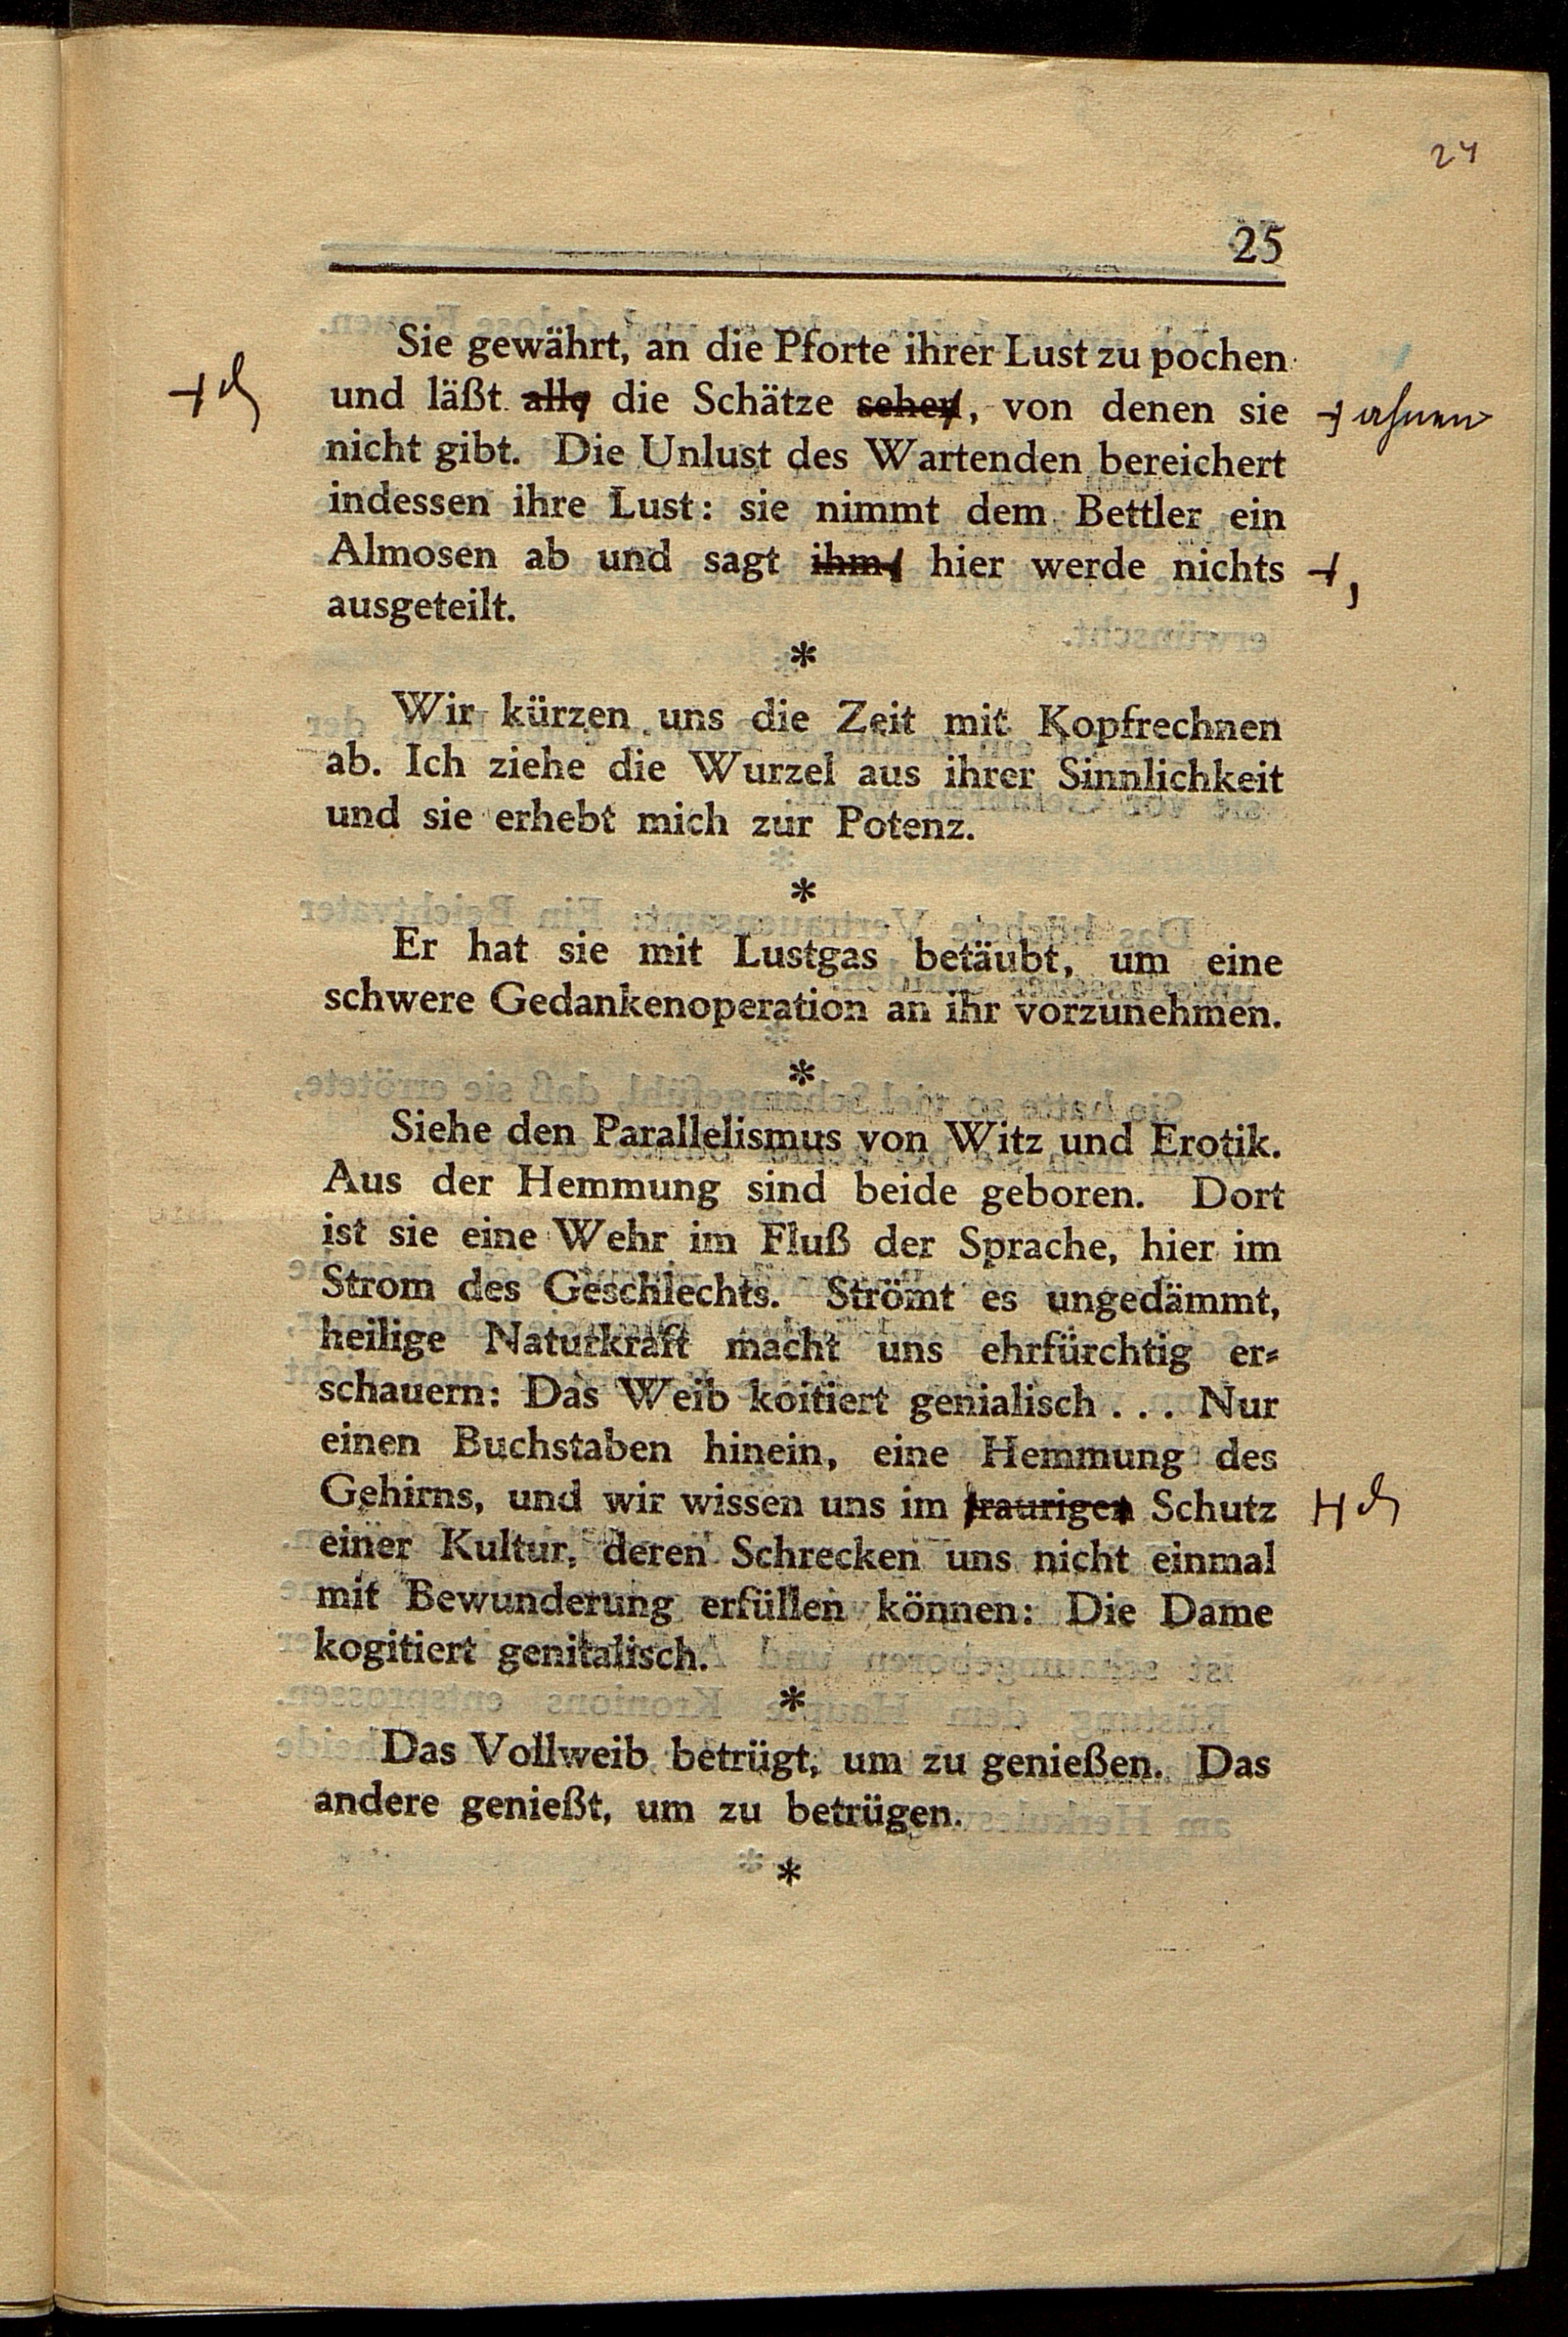 24
25
Sie gewährt, an die Pforte ihrer Lust zu pochen
und läßt alle die Schätze sehen, von denen sie
ahnen
nicht gibt. Die Unlust des Wartenden bereichert
indessen ihre Lust: sie nimmt dem Bettler ein
Almosen ab und sagt ihm, hier werde nichts
,
ausgeteilt.
*
Wir kürzen uns die Zeit mit Kopfrechnen
ab. Ich ziehe die Wurzel aus ihrer Sinnlichkeit
und sie erhebt mich zur Potenz.
*
Er hat sie mit Lustgas betäubt, um eine
schwere Gedankenoperation an ihr vorzunehmen.
*
Siehe den Parallelismus von Witz und Erotik.
Aus der Hemmung sind beide geboren. Dort
ist sie eine Wehr im Fluß der Sprache, hier im
Strom des Geschlechts. Strömt es ungedämmt,
heilige Naturkraft macht uns ehrfürchtig er-
schauern: Das Weib koitiert genialisch . . . Nur
einen Buchstaben hinein, eine Hemmung des
Gehirns, und wir wissen uns im traurigen Schutz
einer Kultur, deren Schrecken uns nicht einmal
mit Bewunderung erfüllen können: Die Dame
kogitiert genitalisch.
*
Das Vollweib betrügt, um zu genießen. Das
andere genießt, um zu betrügen.
*